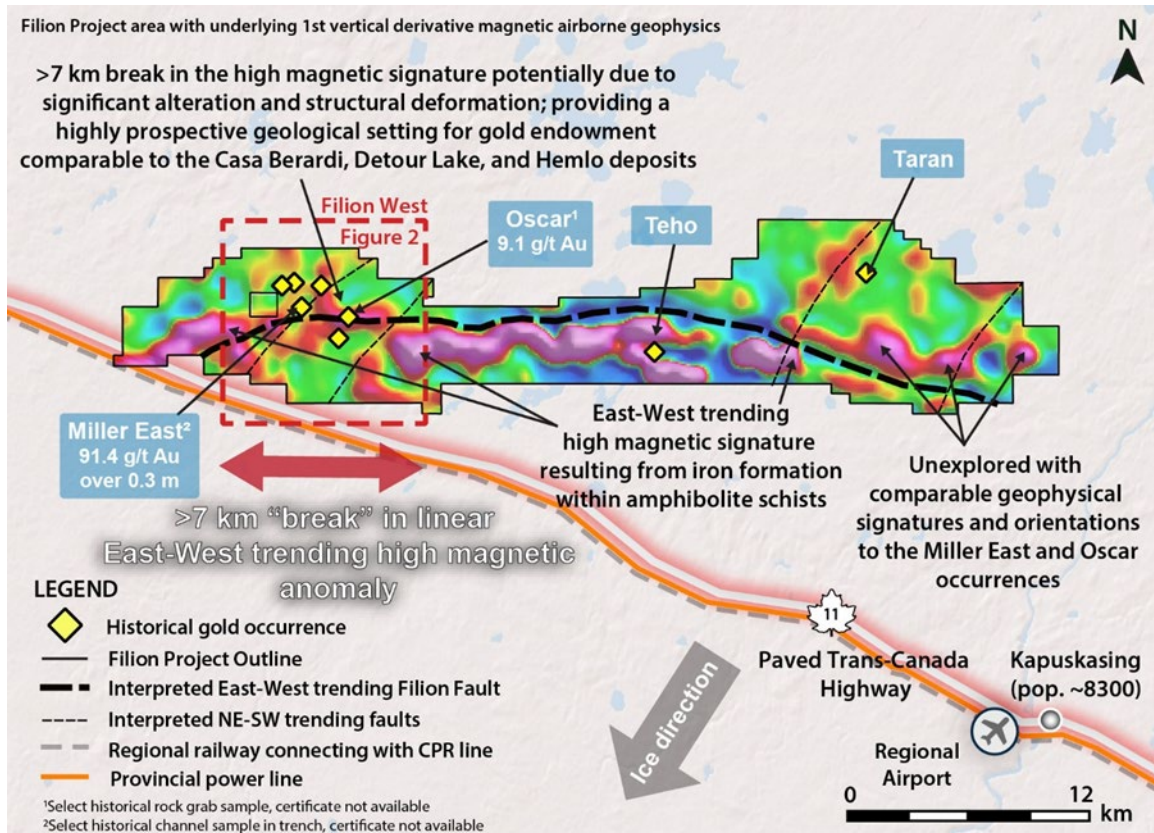 Filion Project area with underlying 1st vertical derivative magnetic airborne geophysics
N
>7 km break in the high magnetic signature potentially due to
significant alteration and structural deformation; providing a
highly prospective geological setting for gold endowment
comparable to the Casa Berardi, Detour Lake, and Hemlo deposits
Taran
Filion West
Figure 2
Oscar¹
9.1 g/t Au
Teho
Miller East²
91.4 g/t Au
over 0.3 m
East-West trending
high magnetic signature
resulting from iron formation
within amphibolite schists
Unexplored with
comparable geophysical
signatures and orientations
to the Miller East and Oscar
occurrences
>7 km “break” in linear
East-West trending high magnetic
anomaly
LEGEND
Historical gold occurrence
Filion Project Outline
Interpreted East-West trending Filion Fault
Interpreted NE-SW trending faults
Regional railway connecting with CPR line
Provincial power line
¹Select historical rock grab sample, certificate not available
²Select historical channel sample in trench, certificate not available
Ice direction
11
Paved Trans-Canada
Highway
Kapuskasing
(pop. ~8300)
Regional
Airport
0 12
km